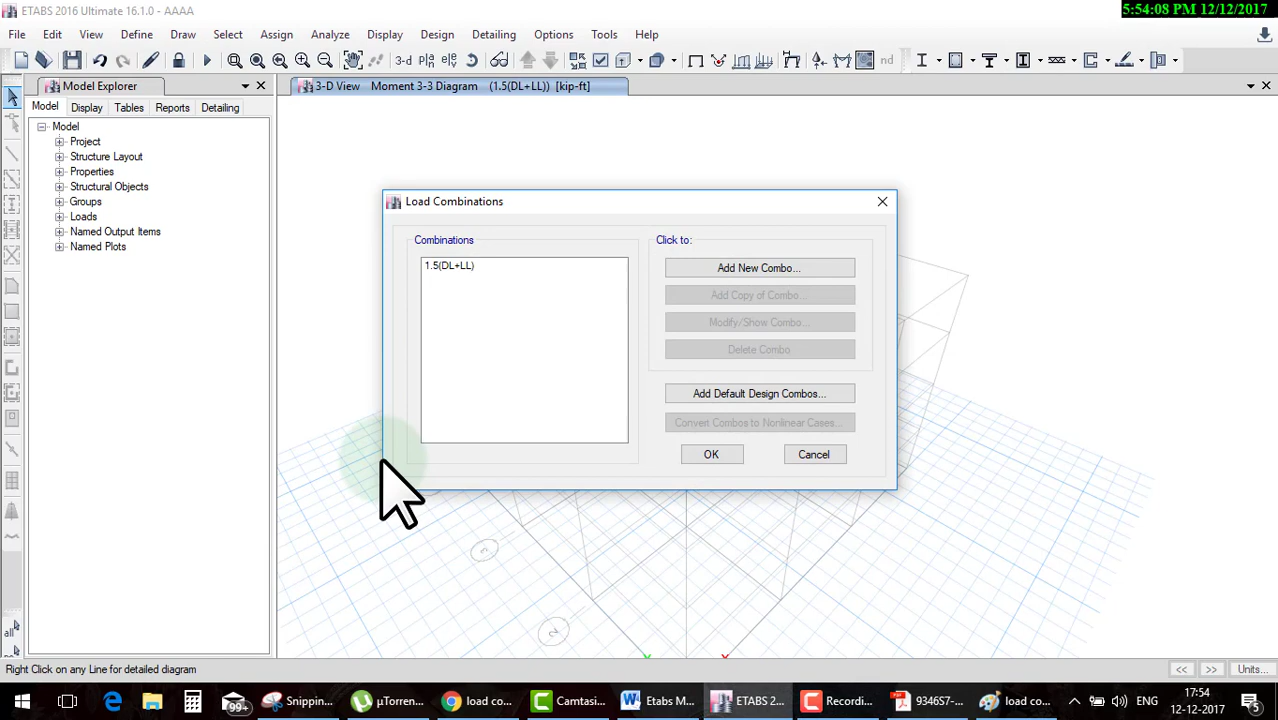 ETABS 2016 Ultimate 16.1.0 - AAAA
5:54:08 PM 12/12/2017
File Edit View Define Draw Select Assign Analyze Display Design Detailing Options Tools Help
3-d nd
Model Explorer
3-D View Moment 3-3 Diagram (1.5(DL+LL)) [kip-ft]
Model Display Tables Reports Detailing
Model
Project
Structure Layout
Properties
Structural Objects
Groups
Loads
Named Output Items
Named Plots
Load Combinations
Combinations
1.5(DL+LL)
Click to:
Add New Combo...
Add Copy of Combo...
Modify/Show Combo...
Delete Combo
Add Default Design Combos...
Convert Combos to Nonlinear Cases...
OK Cancel
all
Right Click on any Line for detailed diagram
<< >> Units...
99+ Snippin... µTorren... load co... Camtasi... Etabs M... ETABS 2... Recordi... 9346S7-... load co... ENG
17:54
12-12-2017
5